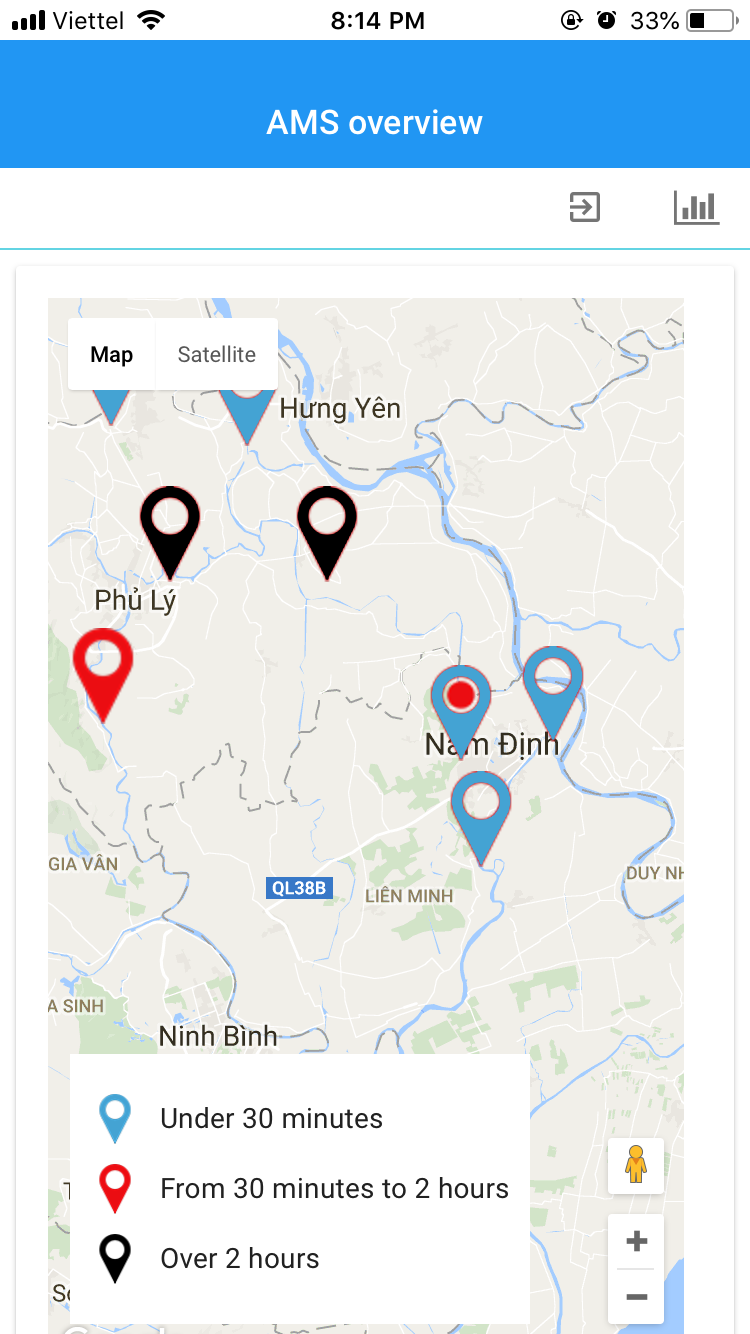 Viettel 8:14 PM 33%
AMS overview
Map Satellite
Hưng Yên
Phủ Lý
Nam Định
GIA VÂN
DUY NH
QL38B
LIÊN MINH
A SINH
Ninh Bình
Under 30 minutes
From 30 minutes to 2 hours
Over 2 hours